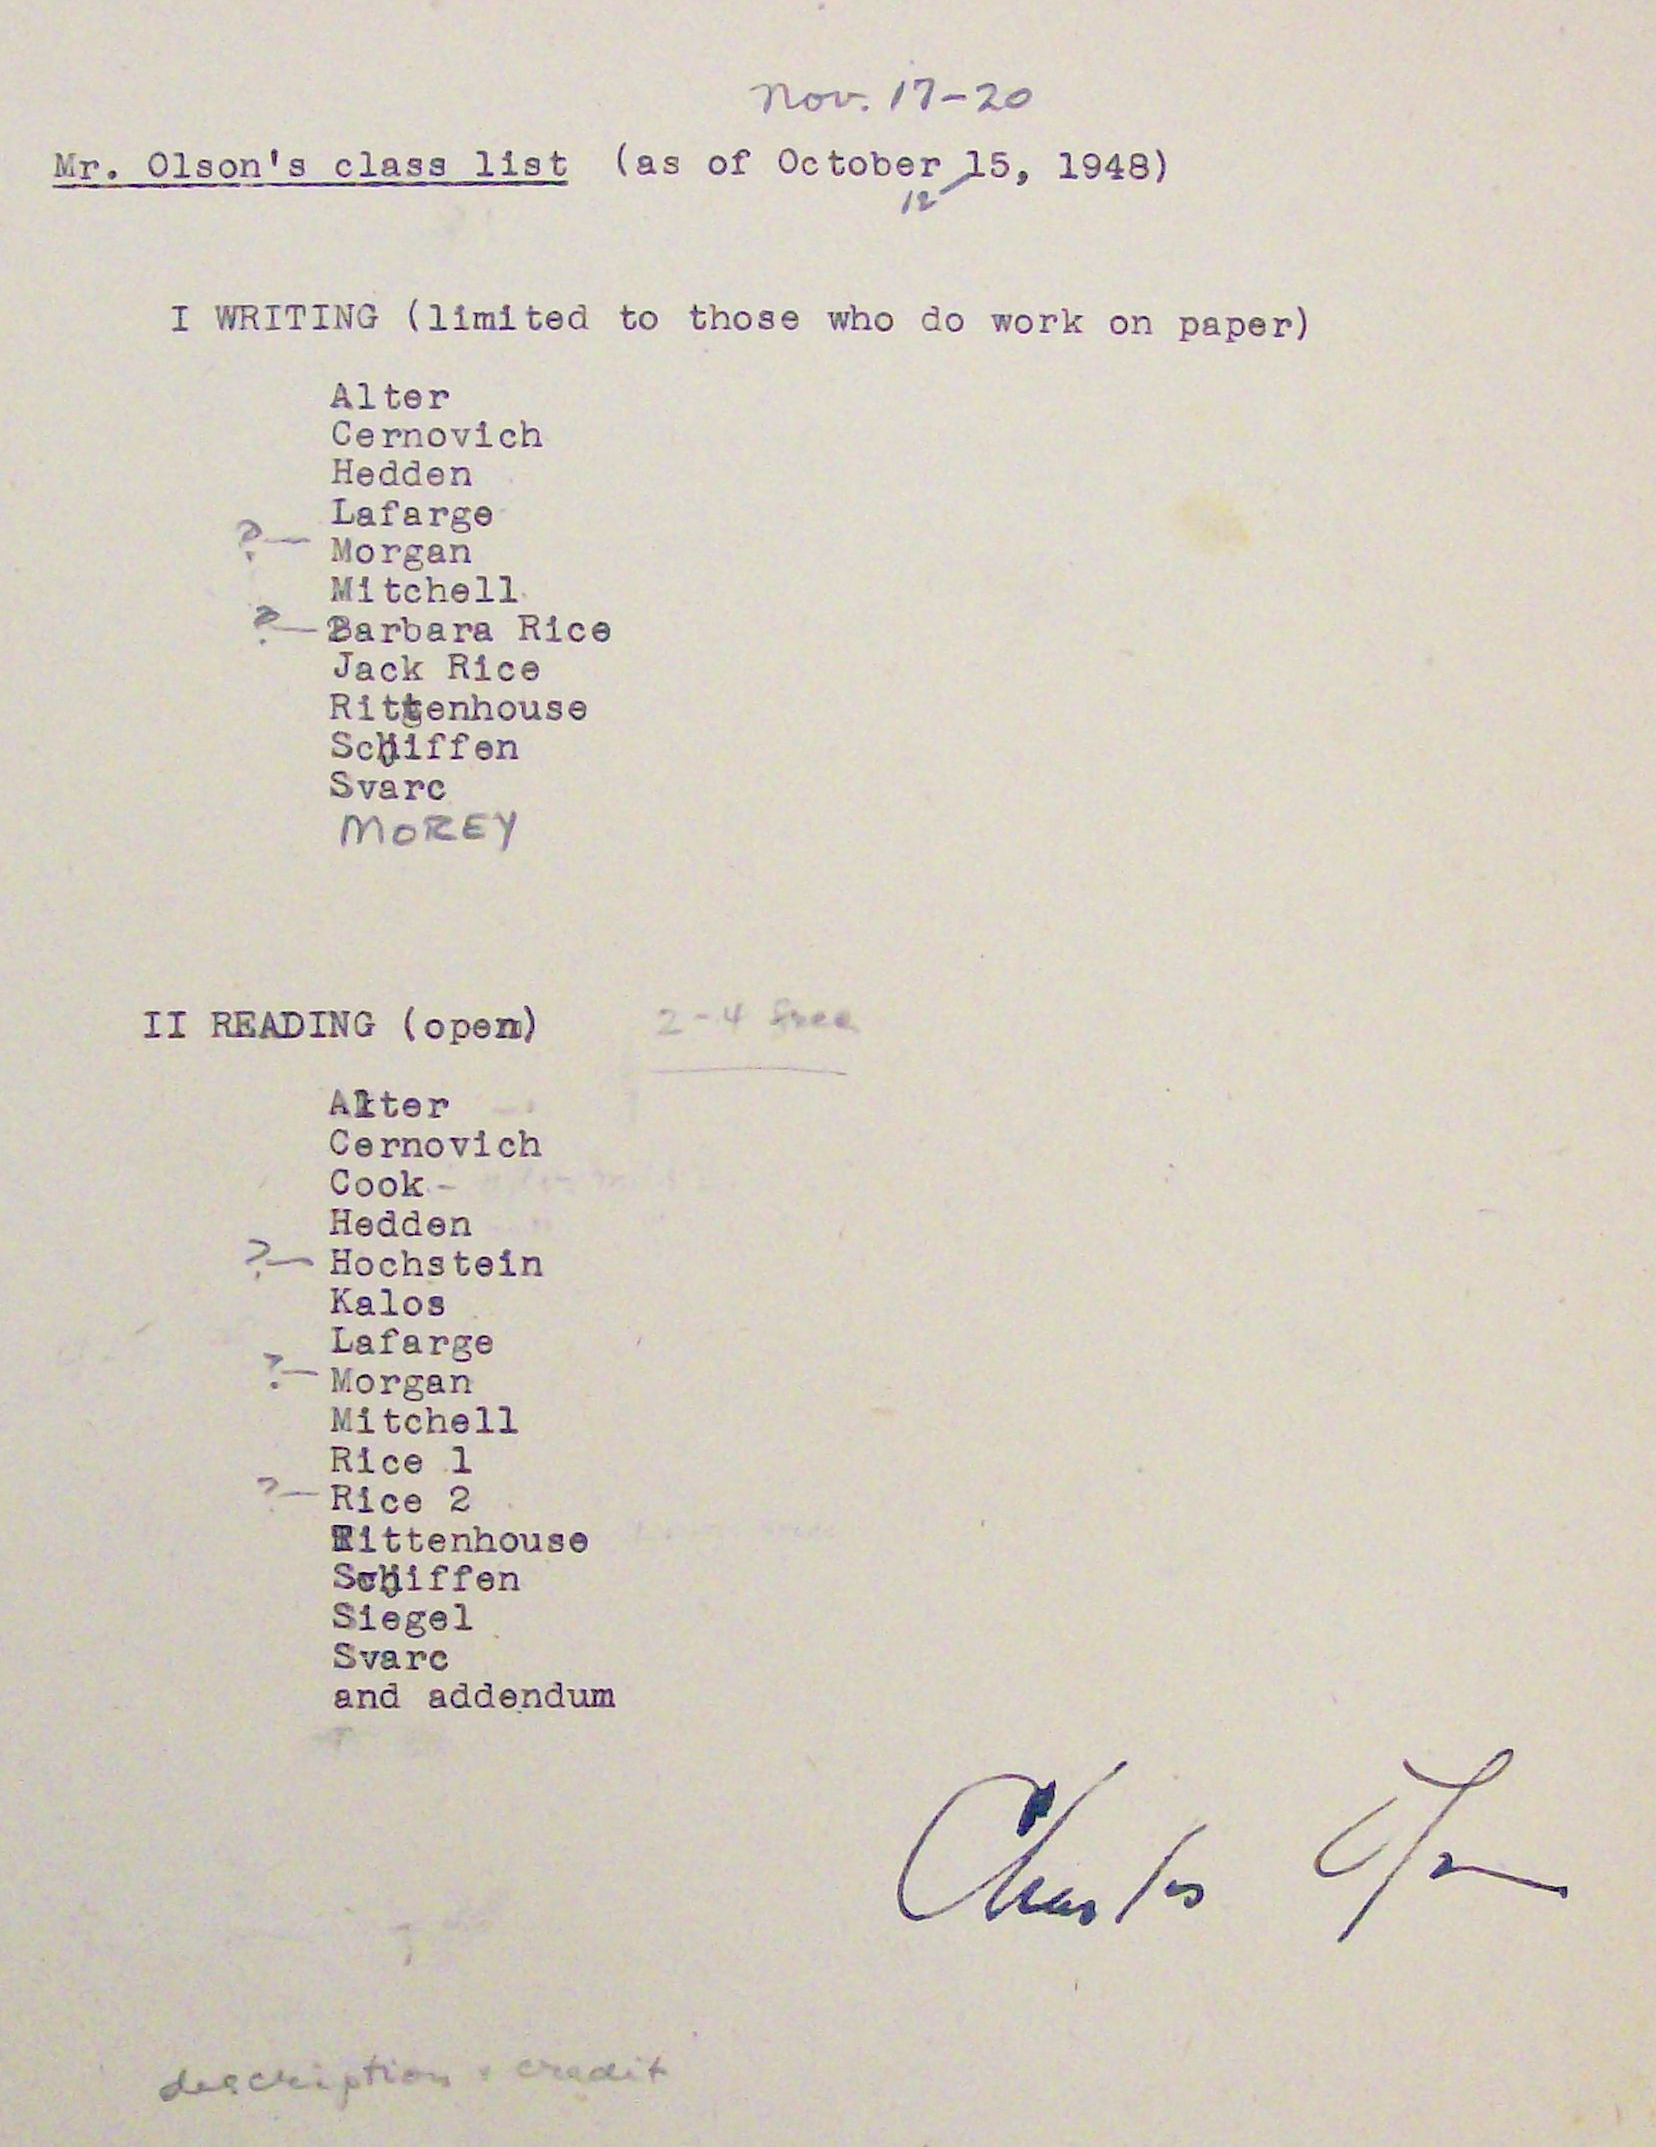 Nov. 17-20
Mr. Olson's class list (as of October 15, 1948)
12
I WRITING (limited to those who do work on paper)
Alter
Cernovich
Hedden
Lafarge
?— Morgan
Mitchell
?— Barbara Rice
Jack Rice
Rittenhouse
Schiffen
Svarc
MOREY
II READING (open) 2-4 free
Alter
Cernovich
Cook -
Hedden
?— Hochstein
Kalos
Lafarge
?— Morgan
Mitchell
Rice 1
?— Rice 2
Rittenhouse
Schiffen
Siegel
Svarc
and addendum
Charles Olson
description & credit